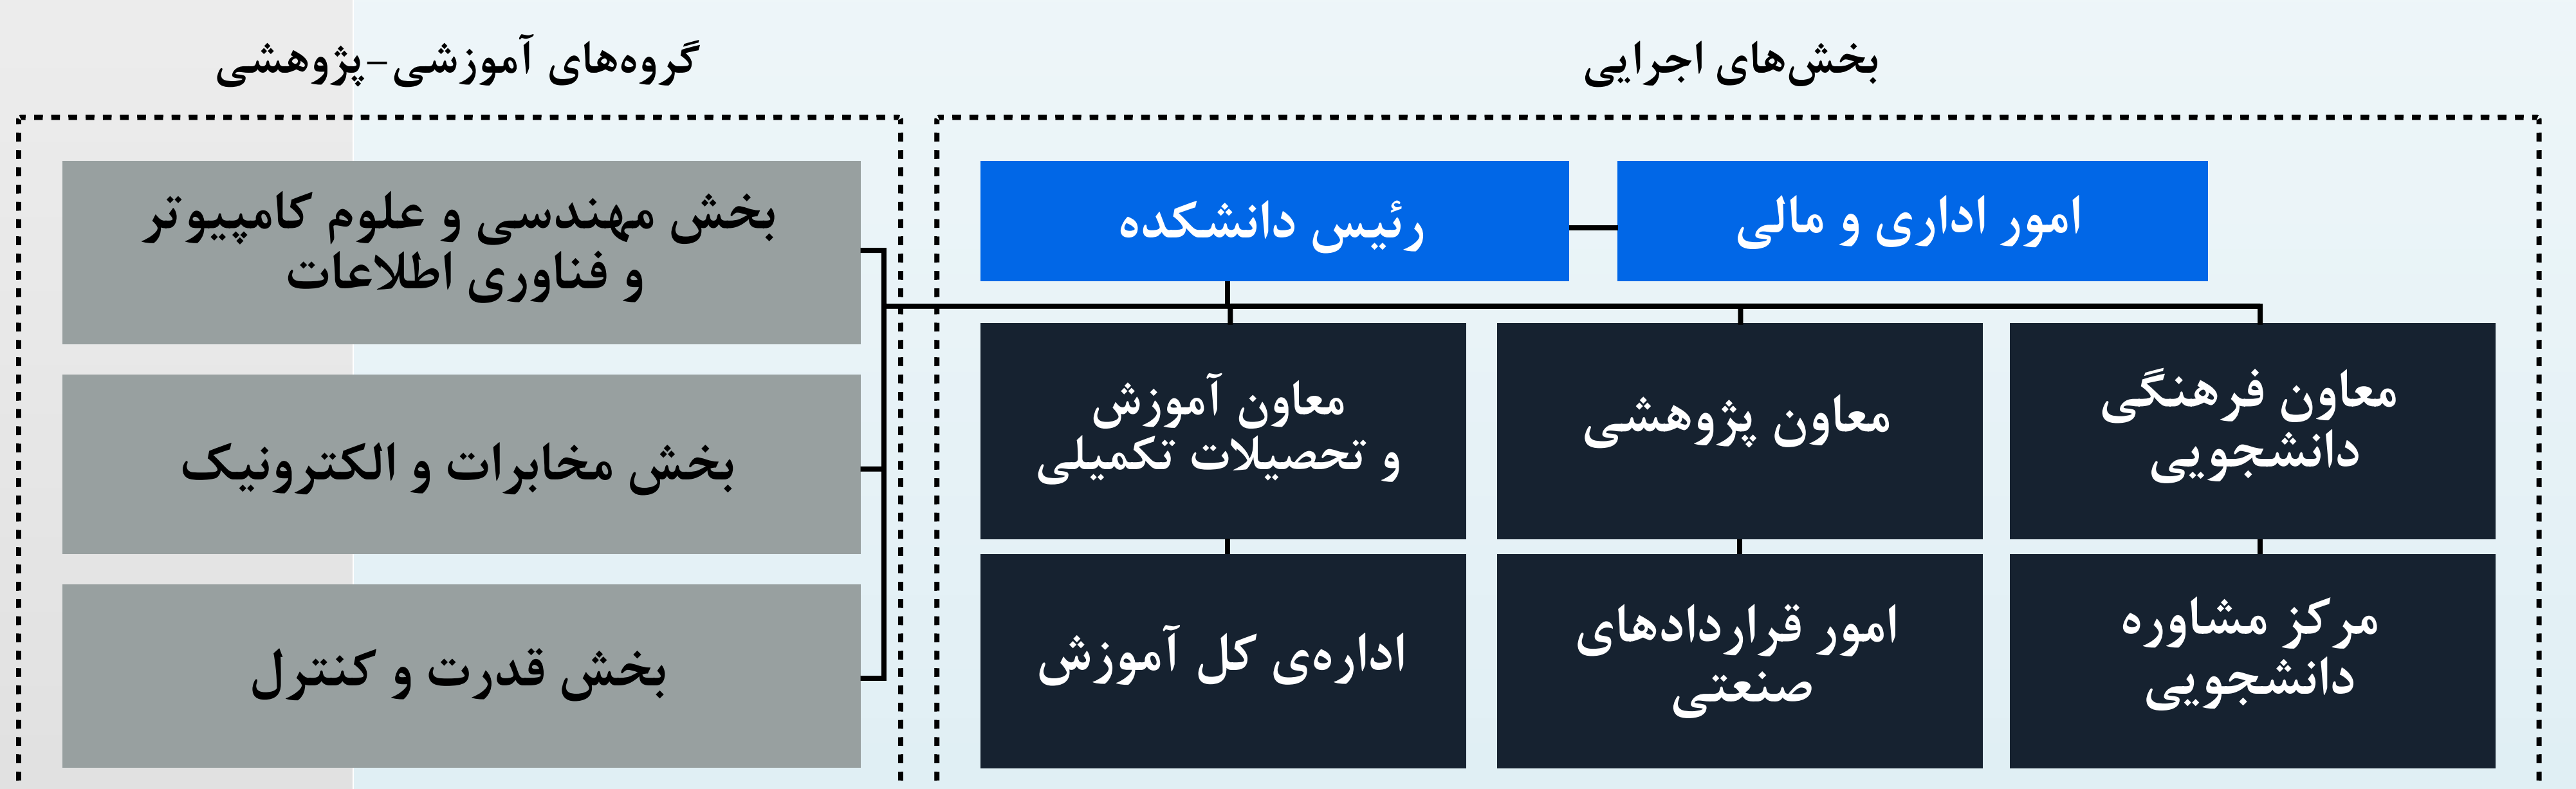 بخش‌های اجرایی
امور اداری و مالی
رئیس دانشکده
معاون فرهنگی
دانشجویی
معاون پژوهشی
معاون آموزش
و تحصیلات تکمیلی
مرکز مشاوره
دانشجویی
امور قراردادهای
صنعتی
اداره‌ی کل آموزش
گروه‌های آموزشی-پژوهشی
بخش مهندسی و علوم کامپیوتر
و فناوری اطلاعات
بخش مخابرات و الکترونیک
بخش قدرت و کنترل